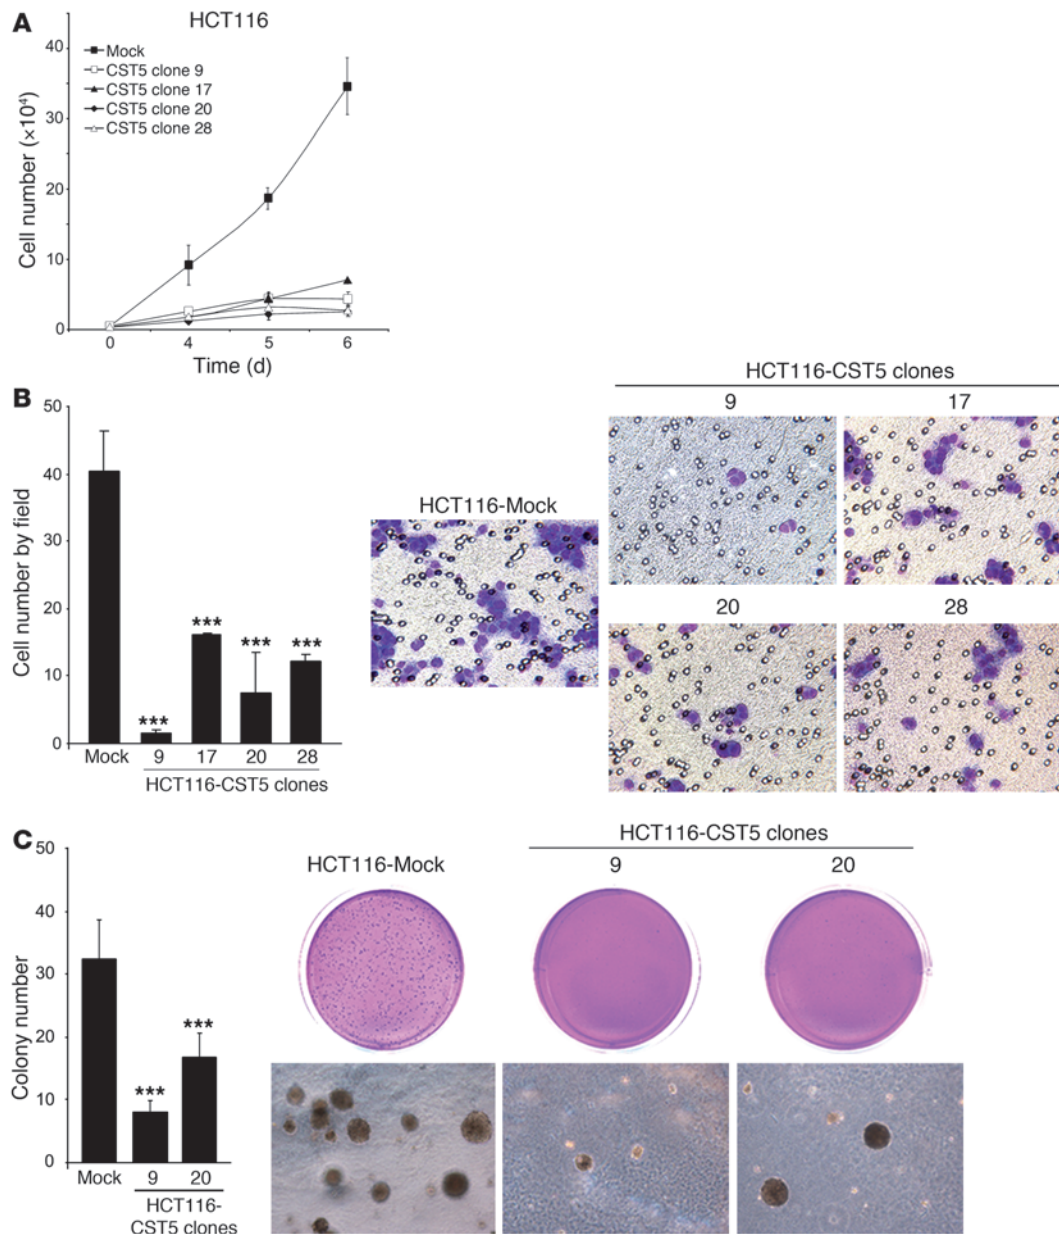 A
HCT116
Mock
CST5 clone 9
CST5 clone 17
CST5 clone 20
CST5 clone 28
Cell number (×10⁴)
40
30
20
10
0
0 4 5 6
Time (d)
B
Cell number by field
50
40
30
20
10
0
***
***
***
***
Mock 9 17 20 28
HCT116-CST5 clones
HCT116-Mock
HCT116-CST5 clones
9 17
20 28
C
Colony number
50
40
30
20
10
0
***
***
Mock 9 20
HCT116-
CST5 clones
HCT116-Mock
HCT116-CST5 clones
9 20